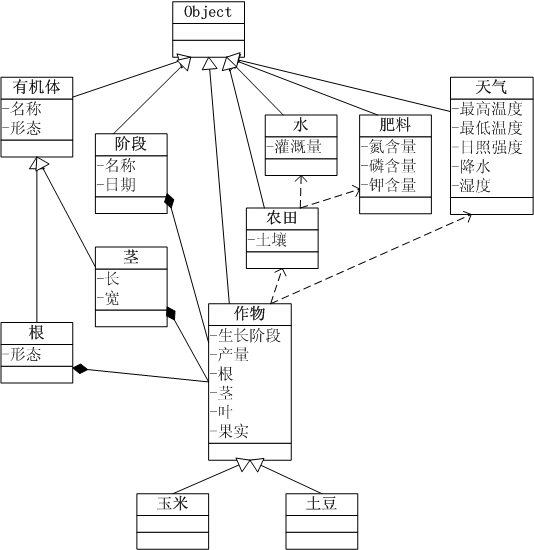 Object
有机体
-名称
-形态
阶段
-名称
-日期
水
-灌溉量
肥料
-氮含量
-磷含量
-钾含量
天气
-最高温度
-最低温度
-日照强度
-降水
-湿度
农田
-土壤
茎
-长
-宽
根
-形态
作物
-生长阶段
-产量
-根
-茎
-叶
-果实
玉米
土豆